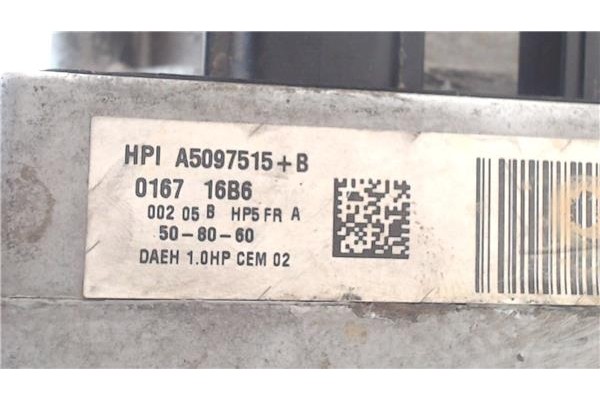 HPI A5097515+B
0167 16B6
002 05 B HP5 FR A
50-80-60
DAEH 1.0HP CEM 02